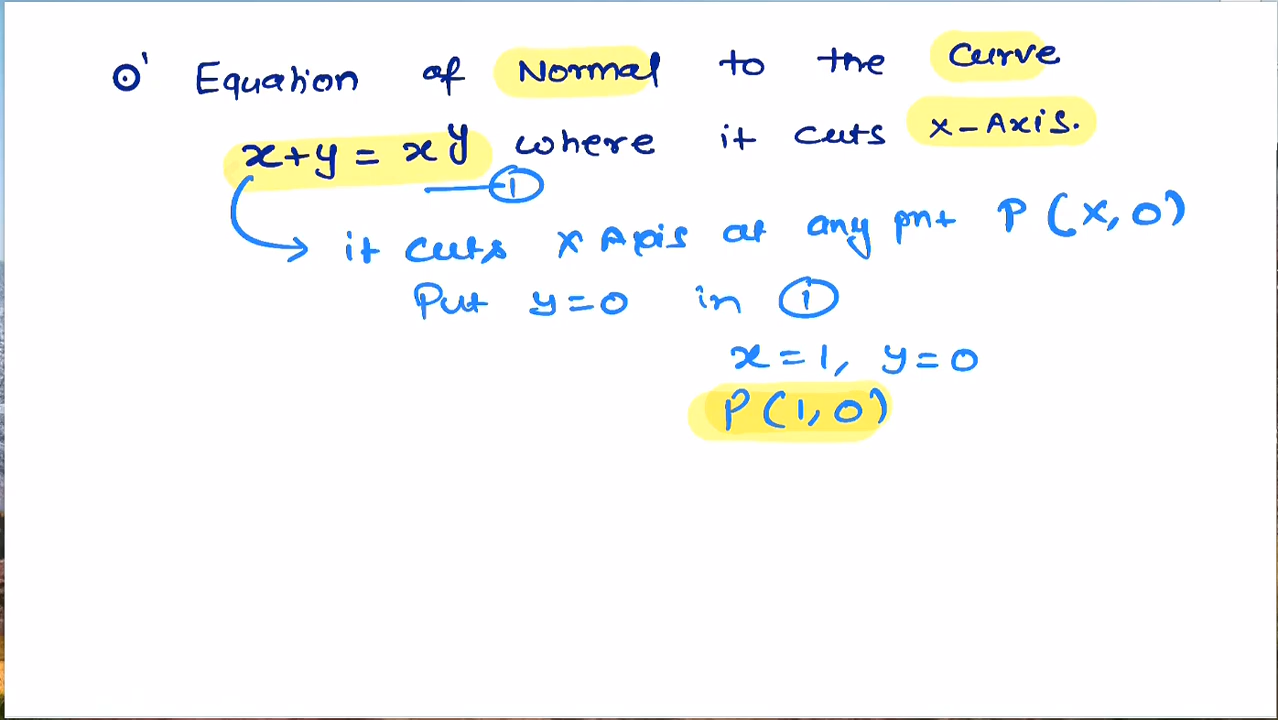 Q' Equation of Normal to the Curve
x+y = x^y where it cuts x-Axis.
①
it cuts X Axis at any pnt P (x, 0)
Put y=0 in ①
x = 1, y = 0
P (1, 0)